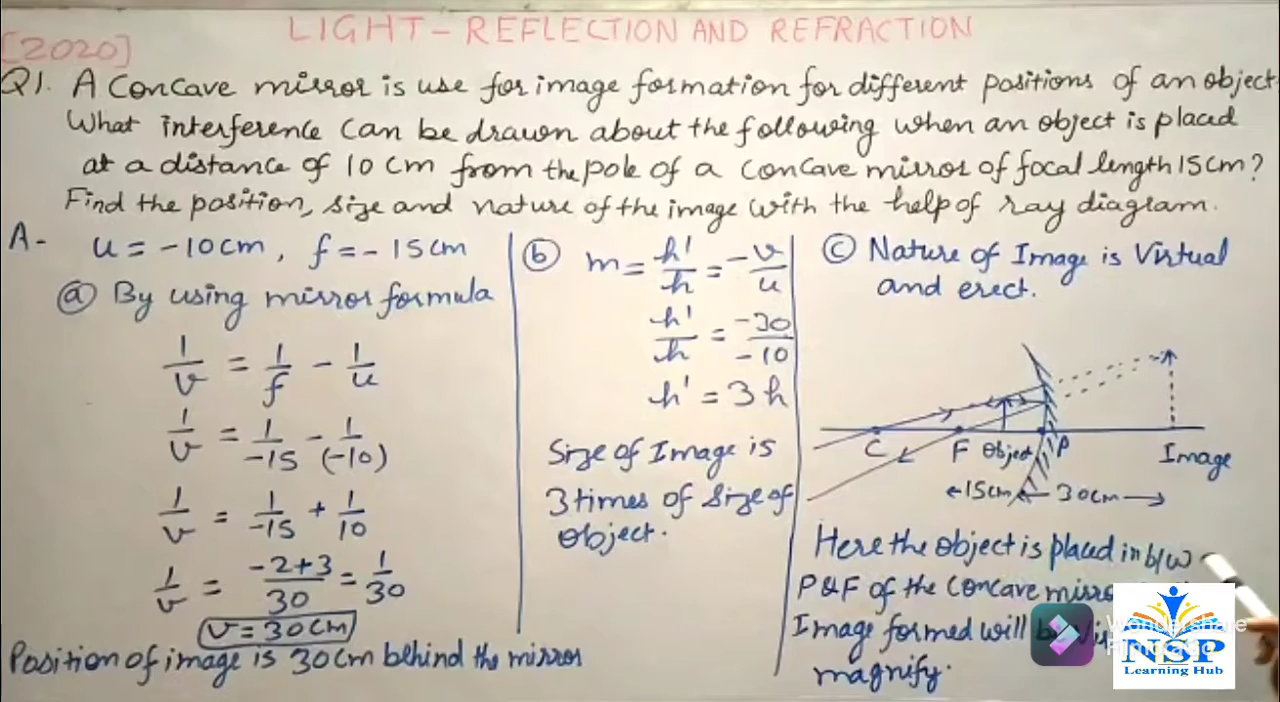 LIGHT - REFLECTION AND REFRACTION
[2020]
Q1. A Concave mirror is use for image formation for different positions of an object.
What interference can be drawn about the following when an object is placed
at a distance of 10 cm from the pole of a concave mirror of focal length 15cm?
Find the position, size and nature of the image with the help of ray diagram.
A- u = -10cm, f = -15cm
ⓐ By using mirror formula
1/v = 1/f - 1/u
1/v = 1/-15 - 1/(-10)
1/v = 1/-15 + 1/10
1/v = -2+3/30 = 1/30
v = 30cm
Position of image is 30cm behind the mirror
ⓑ m = h'/h = -v/u
h'/h = -30/-10
h' = 3h
Size of Image is
3 times of size of
object.
ⓒ Nature of Image is Virtual
and erect.
C F Object P Image
15cm 30cm
Here the object is placed in b/w
P & F of the concave
Image formed will
magnify.
Wondershare
NSP
Learning Hub